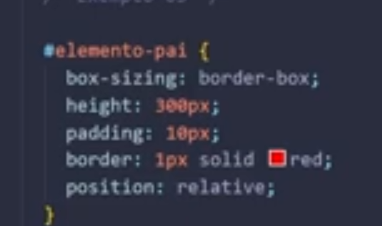 #elemento-pai {
box-sizing: border-box;
height: 300px;
padding: 10px;
border: 1px solid red;
position: relative;
}